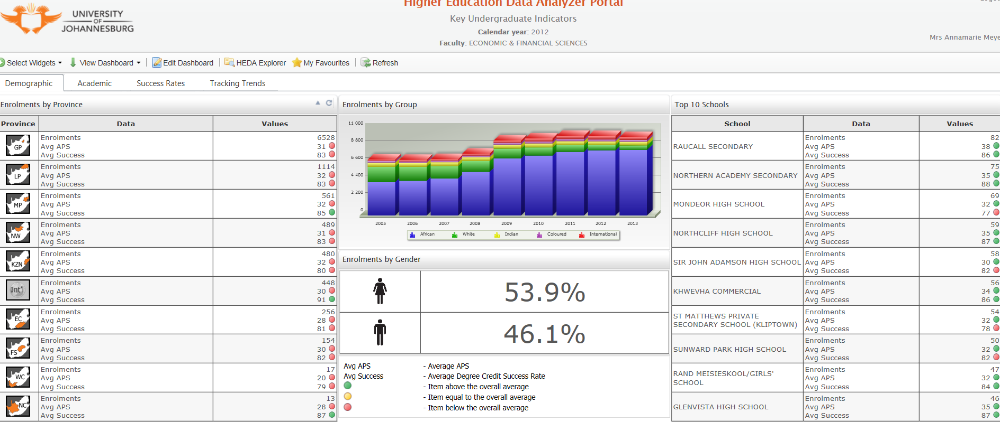 Higher Education Data Analyzer Portal
UNIVERSITY
OF
JOHANNESBURG
Key Undergraduate Indicators
Calendar year: 2012
Faculty: ECONOMIC & FINANCIAL SCIENCES
Mrs Annamarie Meye
Select Widgets
View Dashboard
Edit Dashboard
HEDA Explorer
My Favourites
Refresh
Demographic
Academic
Success Rates
Tracking Trends
Enrolments by Province
Province Data Values
GP
Enrolments 6528
Avg APS 31
Avg Success 83
LP
Enrolments 1114
Avg APS 32
Avg Success 83
MP
Enrolments 561
Avg APS 32
Avg Success 85
NW
Enrolments 489
Avg APS 31
Avg Success 83
KZN
Enrolments 480
Avg APS 32
Avg Success 80
Int'l
Enrolments 448
Avg APS 30
Avg Success 91
EC
Enrolments 256
Avg APS 28
Avg Success 81
FS
Enrolments 154
Avg APS 30
Avg Success 82
WC
Enrolments 17
Avg APS 20
Avg Success 79
NC
Enrolments 13
Avg APS 28
Avg Success 87
Enrolments by Group
11 000
8 800
6 600
4 400
2 200
0
2005 2006 2007 2008 2009 2010 2011 2012 2013
African White Indian Coloured International
Enrolments by Gender
53.9%
46.1%
Avg APS - Average APS
Avg Success - Average Degree Credit Success Rate
- Item above the overall average
- Item equal to the overall average
- Item below the overall average
Top 10 Schools
School Data Values
RAUCALL SECONDARY
Enrolments 82
Avg APS 38
Avg Success 86
NORTHERN ACADEMY SECONDARY
Enrolments 75
Avg APS 35
Avg Success 88
MONDEOR HIGH SCHOOL
Enrolments 69
Avg APS 32
Avg Success 77
NORTHCLIFF HIGH SCHOOL
Enrolments 59
Avg APS 35
Avg Success 87
SIR JOHN ADAMSON HIGH SCHOOL
Enrolments 58
Avg APS 30
Avg Success 82
KHWEVHA COMMERCIAL
Enrolments 56
Avg APS 34
Avg Success 86
ST MATTHEWS PRIVATE
SECONDARY SCHOOL (KLIPTOWN)
Enrolments 54
Avg APS 32
Avg Success 78
SUNWARD PARK HIGH SCHOOL
Enrolments 50
Avg APS 32
Avg Success 82
RAND MEISIESKOOL/GIRLS'
SCHOOL
Enrolments 47
Avg APS 32
Avg Success 84
GLENVISTA HIGH SCHOOL
Enrolments 46
Avg APS 35
Avg Success 87